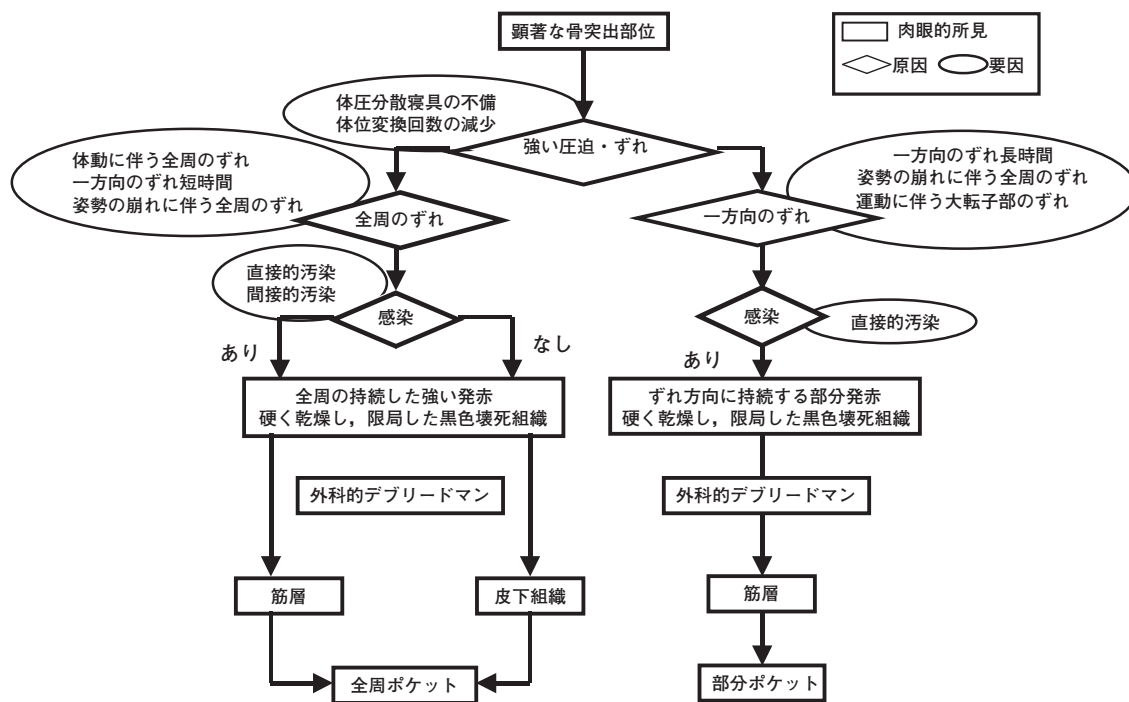 顕著な骨突出部位
肉眼的所見
原因
要因
体圧分散寝具の不備
体位変換回数の減少
強い圧迫・ずれ
体動に伴う全周のずれ
一方向のずれ短時間
姿勢の崩れに伴う全周のずれ
全周のずれ
一方向のずれ
一方向のずれ長時間
姿勢の崩れに伴う全周のずれ
運動に伴う大転子部のずれ
直接的汚染
間接的汚染
感染
感染
直接的汚染
あり
なし
あり
全周の持続した強い発赤
硬く乾燥し，限局した黒色壊死組織
ずれ方向に持続する部分発赤
硬く乾燥し，限局した黒色壊死組織
外科的デブリードマン
外科的デブリードマン
筋層
皮下組織
筋層
全周ポケット
部分ポケット